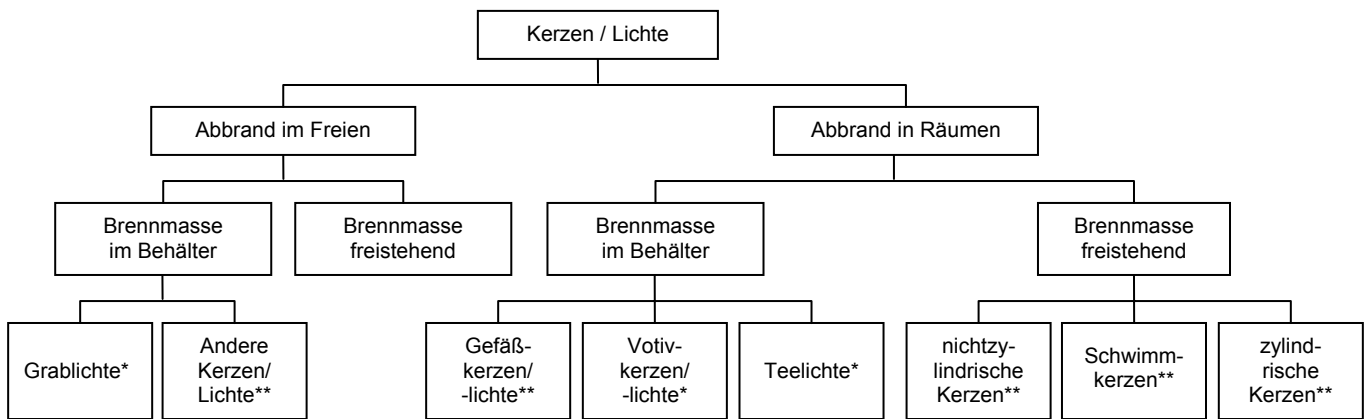 Kerzen / Lichte
Abbrand im Freien
Abbrand in Räumen
Brennmasse
im Behälter
Brennmasse
freistehend
Brennmasse
im Behälter
Brennmasse
freistehend
Grablichte*
Andere
Kerzen/
Lichte**
Gefäß-
kerzen/
-lichte**
Votiv-
kerzen/
-lichte*
Teelichte*
nichtzy-
lindrische
Kerzen**
Schwimm-
kerzen**
zylind-
rische
Kerzen**